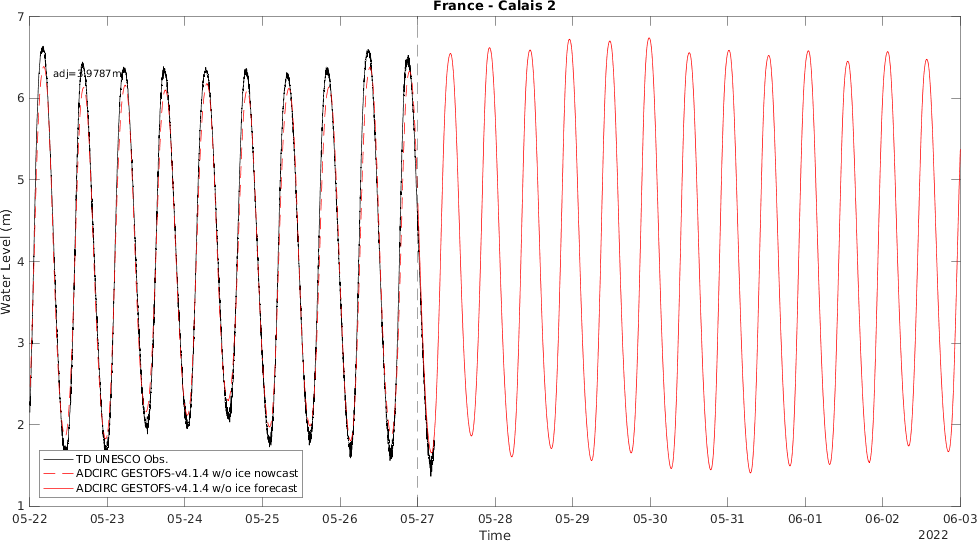 France - Calais 2
7
6
5
4
3
2
1
Water Level (m)
adj=3.9787m
TD UNESCO Obs.
ADCIRC GESTOFS-v4.1.4 w/o ice nowcast
ADCIRC GESTOFS-v4.1.4 w/o ice forecast
05-22 05-23 05-24 05-25 05-26 05-27 05-28 05-29 05-30 05-31 06-01 06-02 06-03
Time
2022